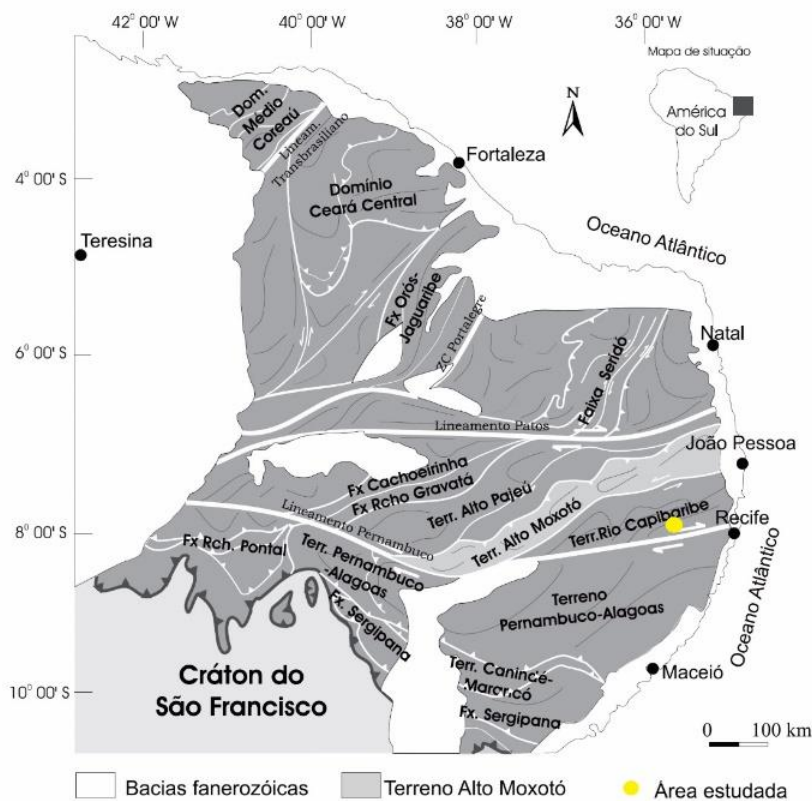 42° 00' W
40° 00' W
38° 00' W
36° 00' W
Mapa de situação
América
do Sul
N
Dom.
Médio
Coreaú
Lineam.
Transbrasiliano
Fortaleza
4° 00' S
Domínio
Ceará Central
Oceano Atlântico
Teresina
Fx Orós-
Jaguaribe
ZC Portalegre
Natal
6° 00' S
Faixa Seridó
Lineamento Patos
João Pessoa
Fx Cachoeirinha
Fx Rcho Gravatá
Terr. Alto Pajeú
Terr. Alto Moxotó
Terr.Rio Capibaribe
Recife
8° 00' S
Lineamento Pernambuco
Fx Rch. Pontal
Terr. Pernambuco
-Alagoas
Fx. Sergipana
Terreno
Pernambuco-Alagoas
Oceano Atlântico
Cráton do
São Francisco
Terr. Canindé-
Marancó
Maceió
10° 00' S
Fx. Sergipana
0 100 km
Bacias fanerozóicas
Terreno Alto Moxotó
Área estudada